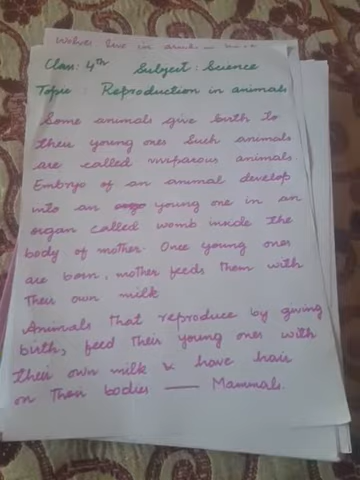 Wolves live in
Class: 4th Subject: Science
Topic Reproduction in animals
Some animals give birth to
their young ones Such animals
are called viviparous animals.
Embryo of an animal develop
into an young one in an
organ called womb inside the
body of mother. Once young ones
are born, mother feeds them with
their own milk
Animals that reproduce by giving
birth, feed their young ones with
their own milk & have hair
on their bodies — Mammals.